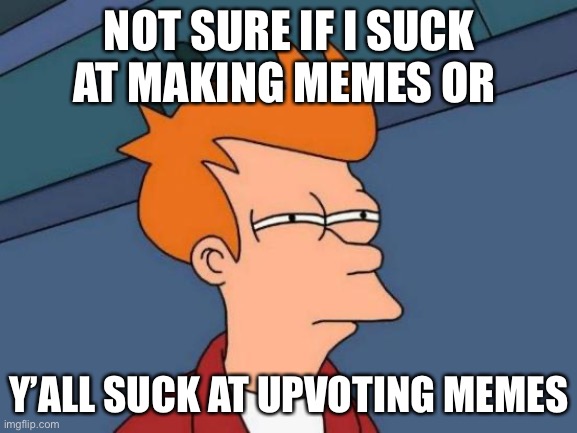 NOT SURE IF I SUCK
AT MAKING MEMES OR
Y’ALL SUCK AT UPVOTING MEMES
imgflip.com